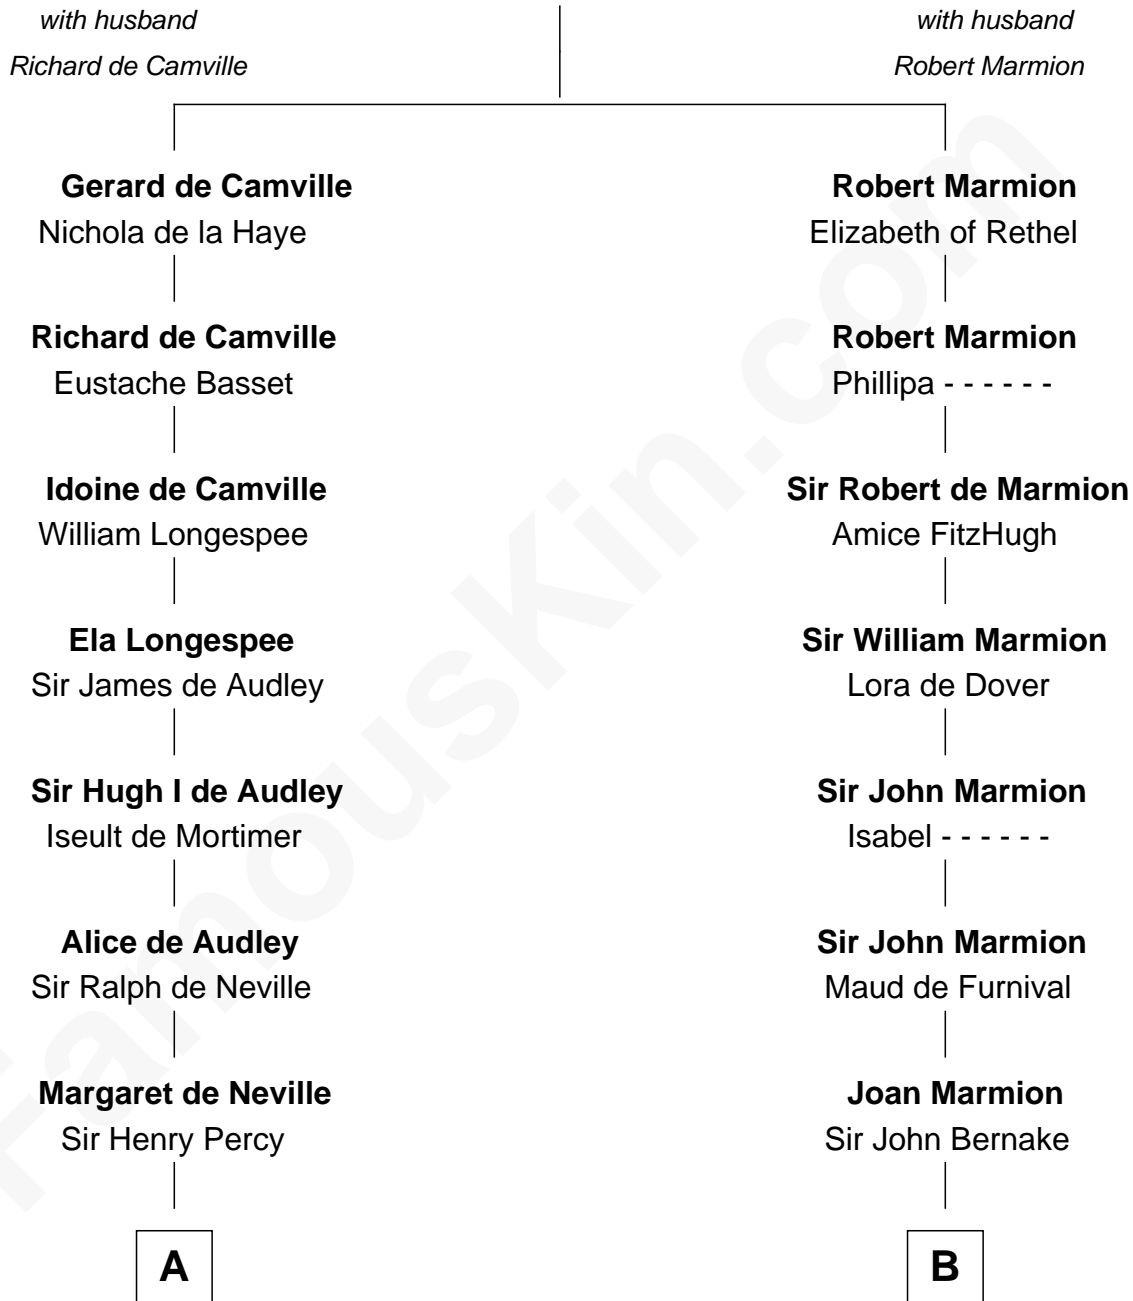 with husband
Richard de Camville
with husband
Robert Marmion
Gerard de Camville
Nichola de la Haye
Robert Marmion
Elizabeth of Rethel
Richard de Camville
Eustache Basset
Robert Marmion
Phillipa - - - - - -
Idoine de Camville
William Longespee
Sir Robert de Marmion
Amice FitzHugh
Ela Longespee
Sir James de Audley
Sir William Marmion
Lora de Dover
Sir Hugh I de Audley
Iseult de Mortimer
Sir John Marmion
Isabel - - - - - -
Alice de Audley
Sir Ralph de Neville
Sir John Marmion
Maud de Furnival
Margaret de Neville
Sir Henry Percy
Joan Marmion
Sir John Bernake
A
B
FamousKin.com